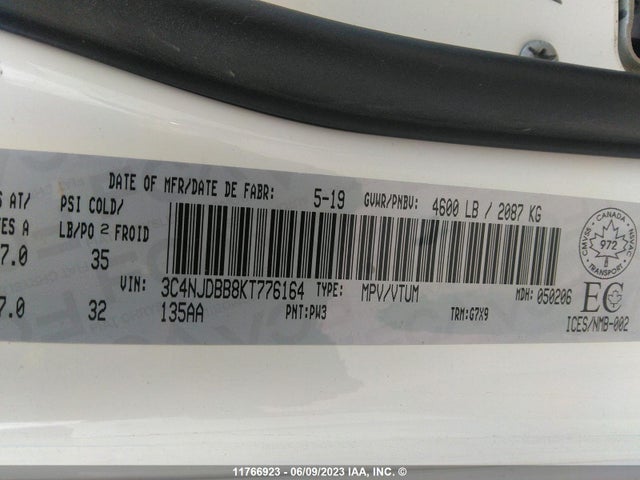 DATE OF MFR/DATE DE FABR: 5-19 GVWR/PNBV: 4600 LB / 2087 KG
AT/ PSI COLD/
A LB/PO 2 FROID
7.0 35
VIN: 3C4NJDBB8KT776164 TYPE: MPV/VTUM MDH: 050206
7.0 32 135AA PNT:PW3 TRM:G7X9
CMVSS · CANADA · NSVAC
972
TRANSPORT
EC
ICES/NMB-002
11766923 - 06/09/2023 IAA, INC. ©